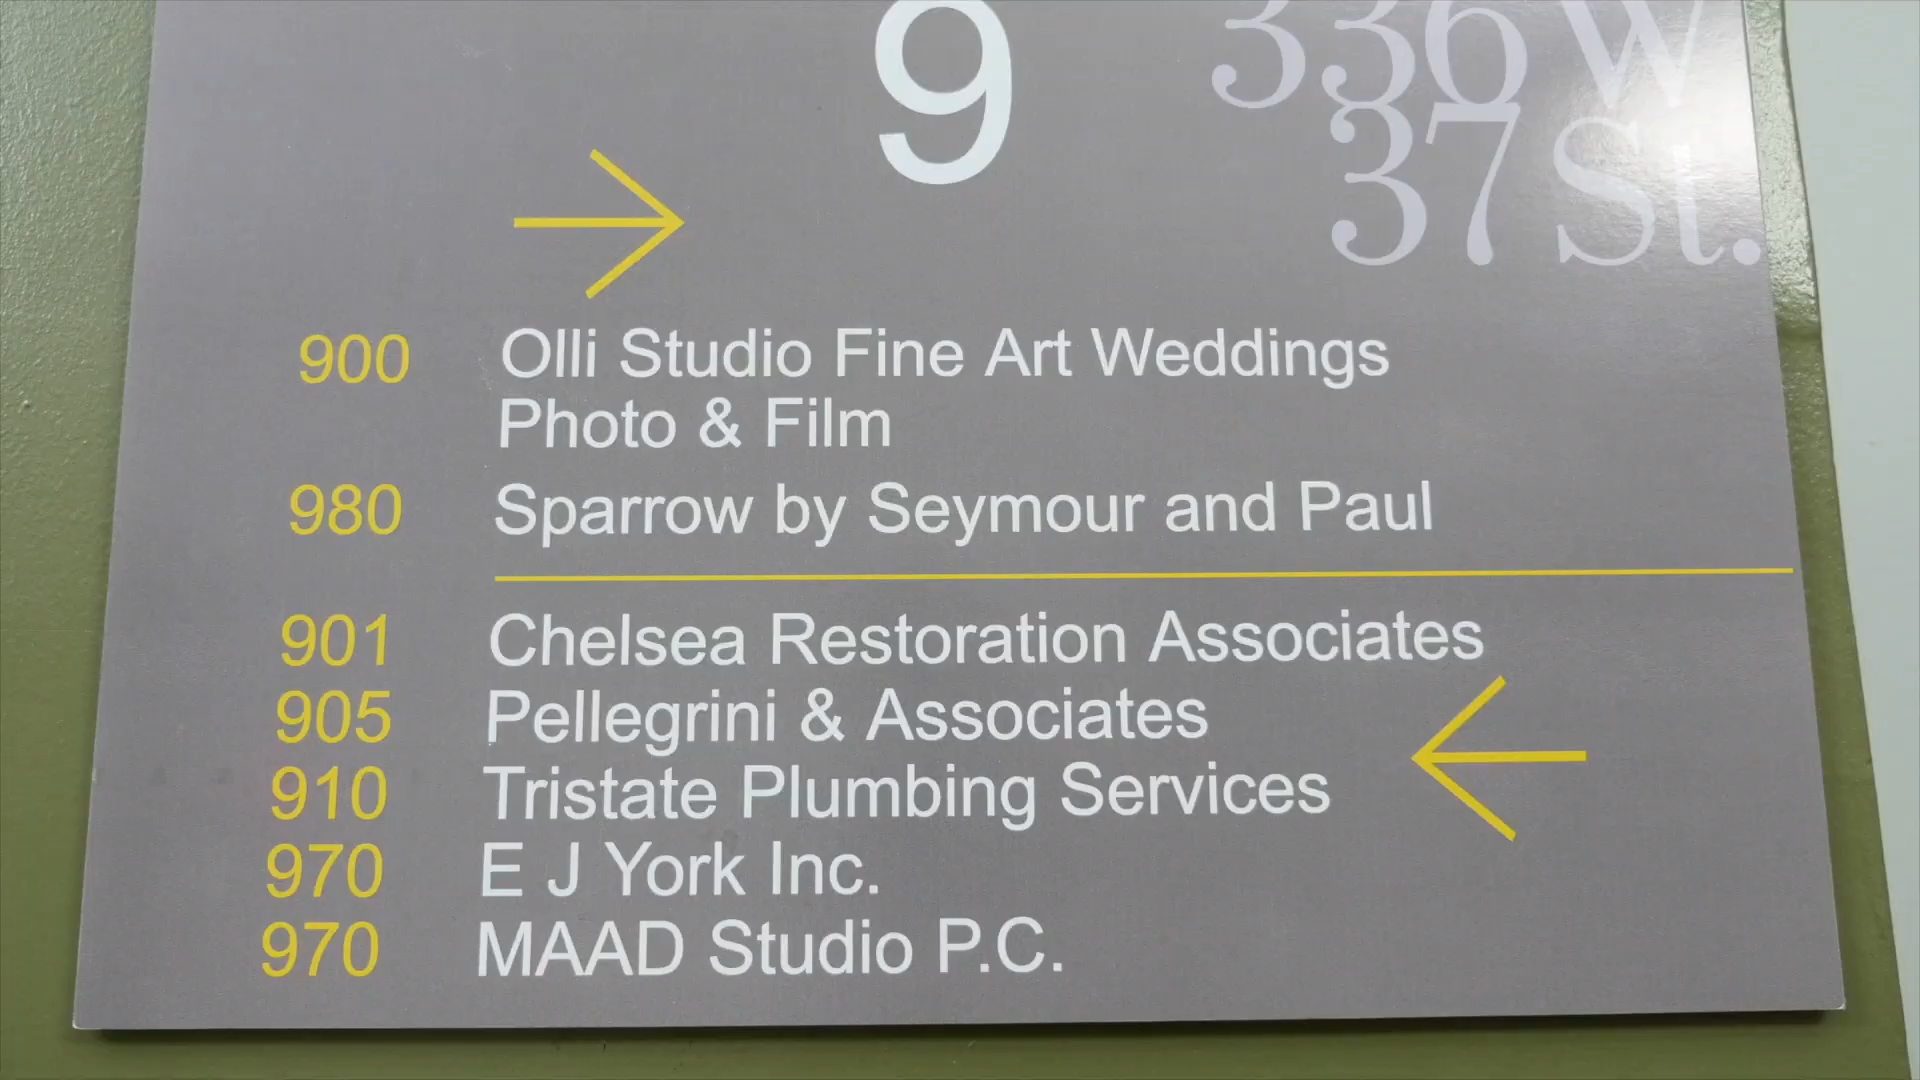 9
336 W
37 St.
900 Olli Studio Fine Art Weddings
Photo & Film
980 Sparrow by Seymour and Paul
901 Chelsea Restoration Associates
905 Pellegrini & Associates
910 Tristate Plumbing Services
970 E J York Inc.
970 MAAD Studio P.C.